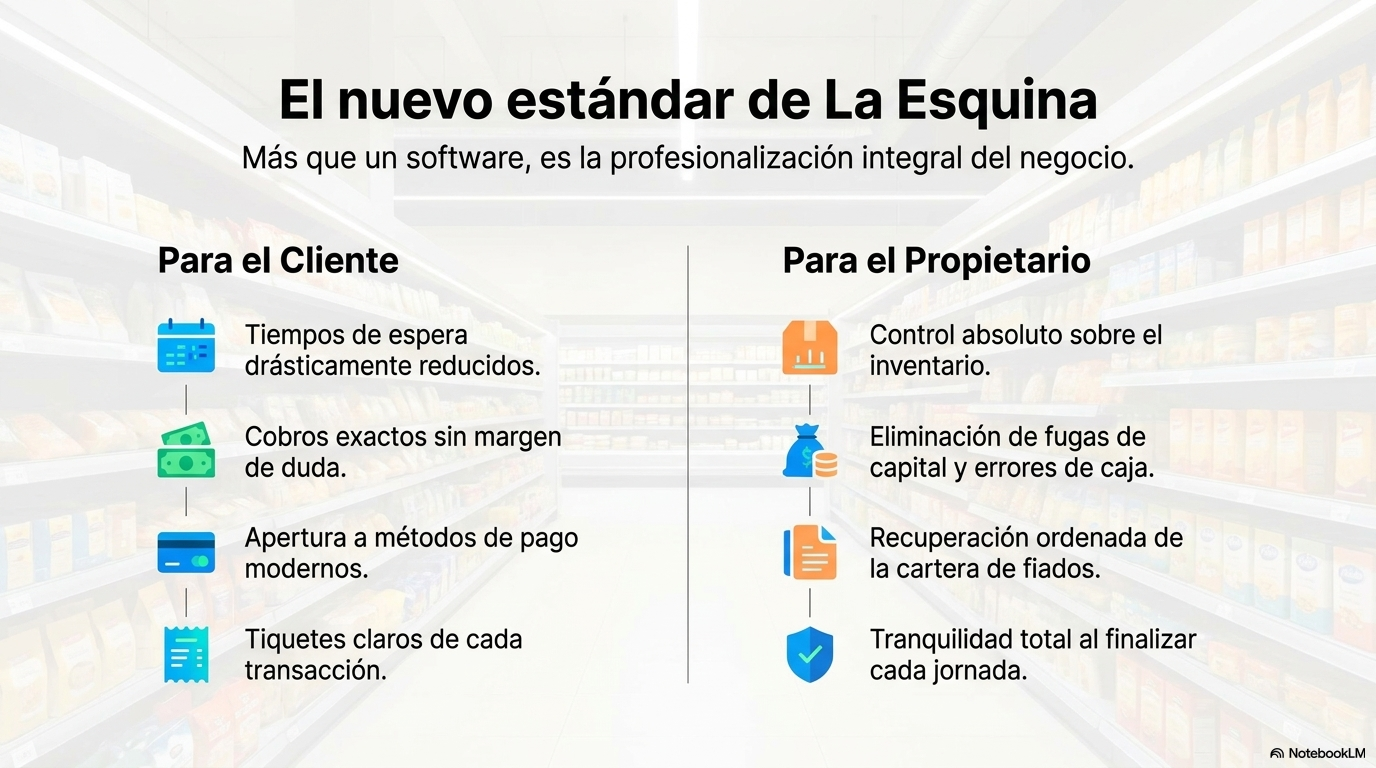 El nuevo estándar de La Esquina
Más que un software, es la profesionalización integral del negocio.
Para el Cliente
Tiempos de espera
drásticamente reducidos.
Cobros exactos sin margen
de duda.
Apertura a métodos de pago
modernos.
Tiquetes claros de cada
transacción.
Para el Propietario
Control absoluto sobre el
inventario.
Eliminación de fugas de
capital y errores de caja.
Recuperación ordenada de
la cartera de fiados.
Tranquilidad total al finalizar
cada jornada.
NotebookLM